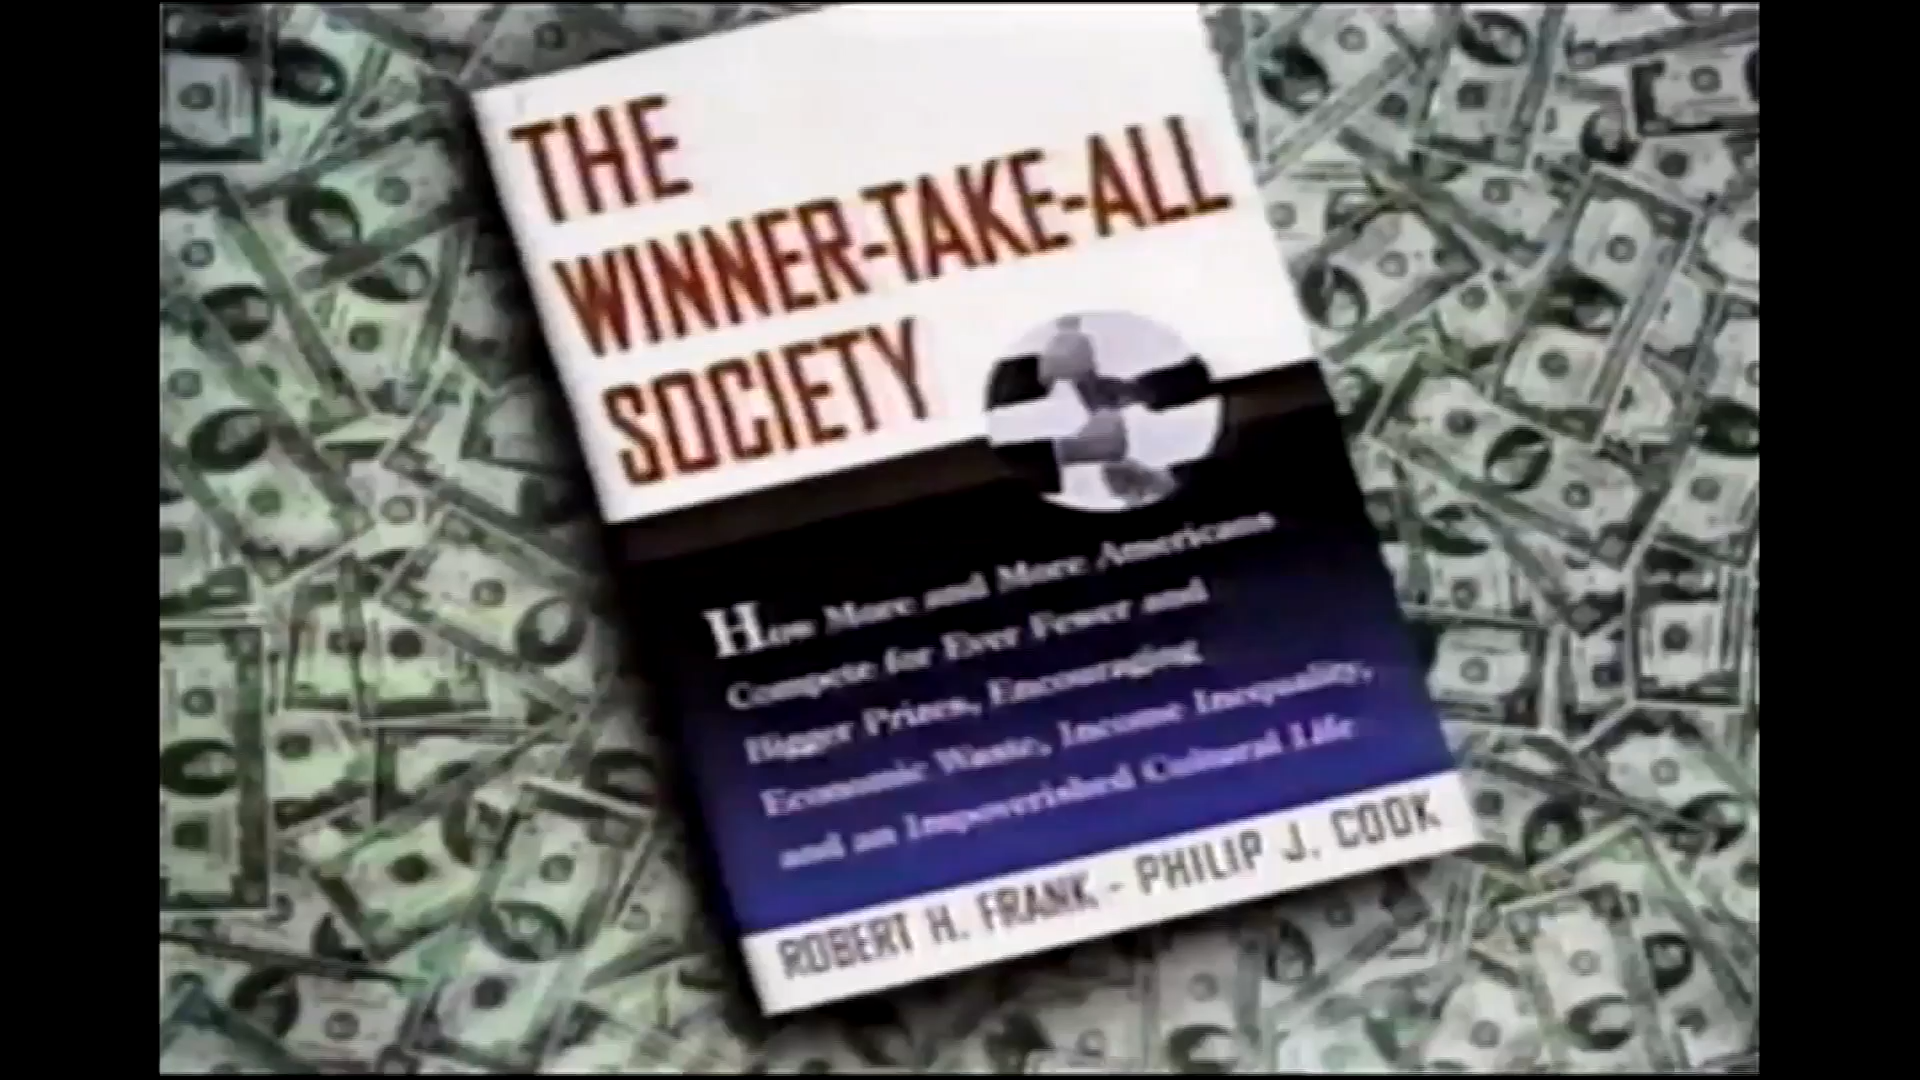 THE
WINNER-TAKE-ALL
SOCIETY
How More and More Americans
Compete for Ever Fewer and
Bigger Prizes, Encouraging
Economic Waste, Income Inequality,
and an Impoverished Cultural Life
ROBERT H. FRANK - PHILIP J. COOK